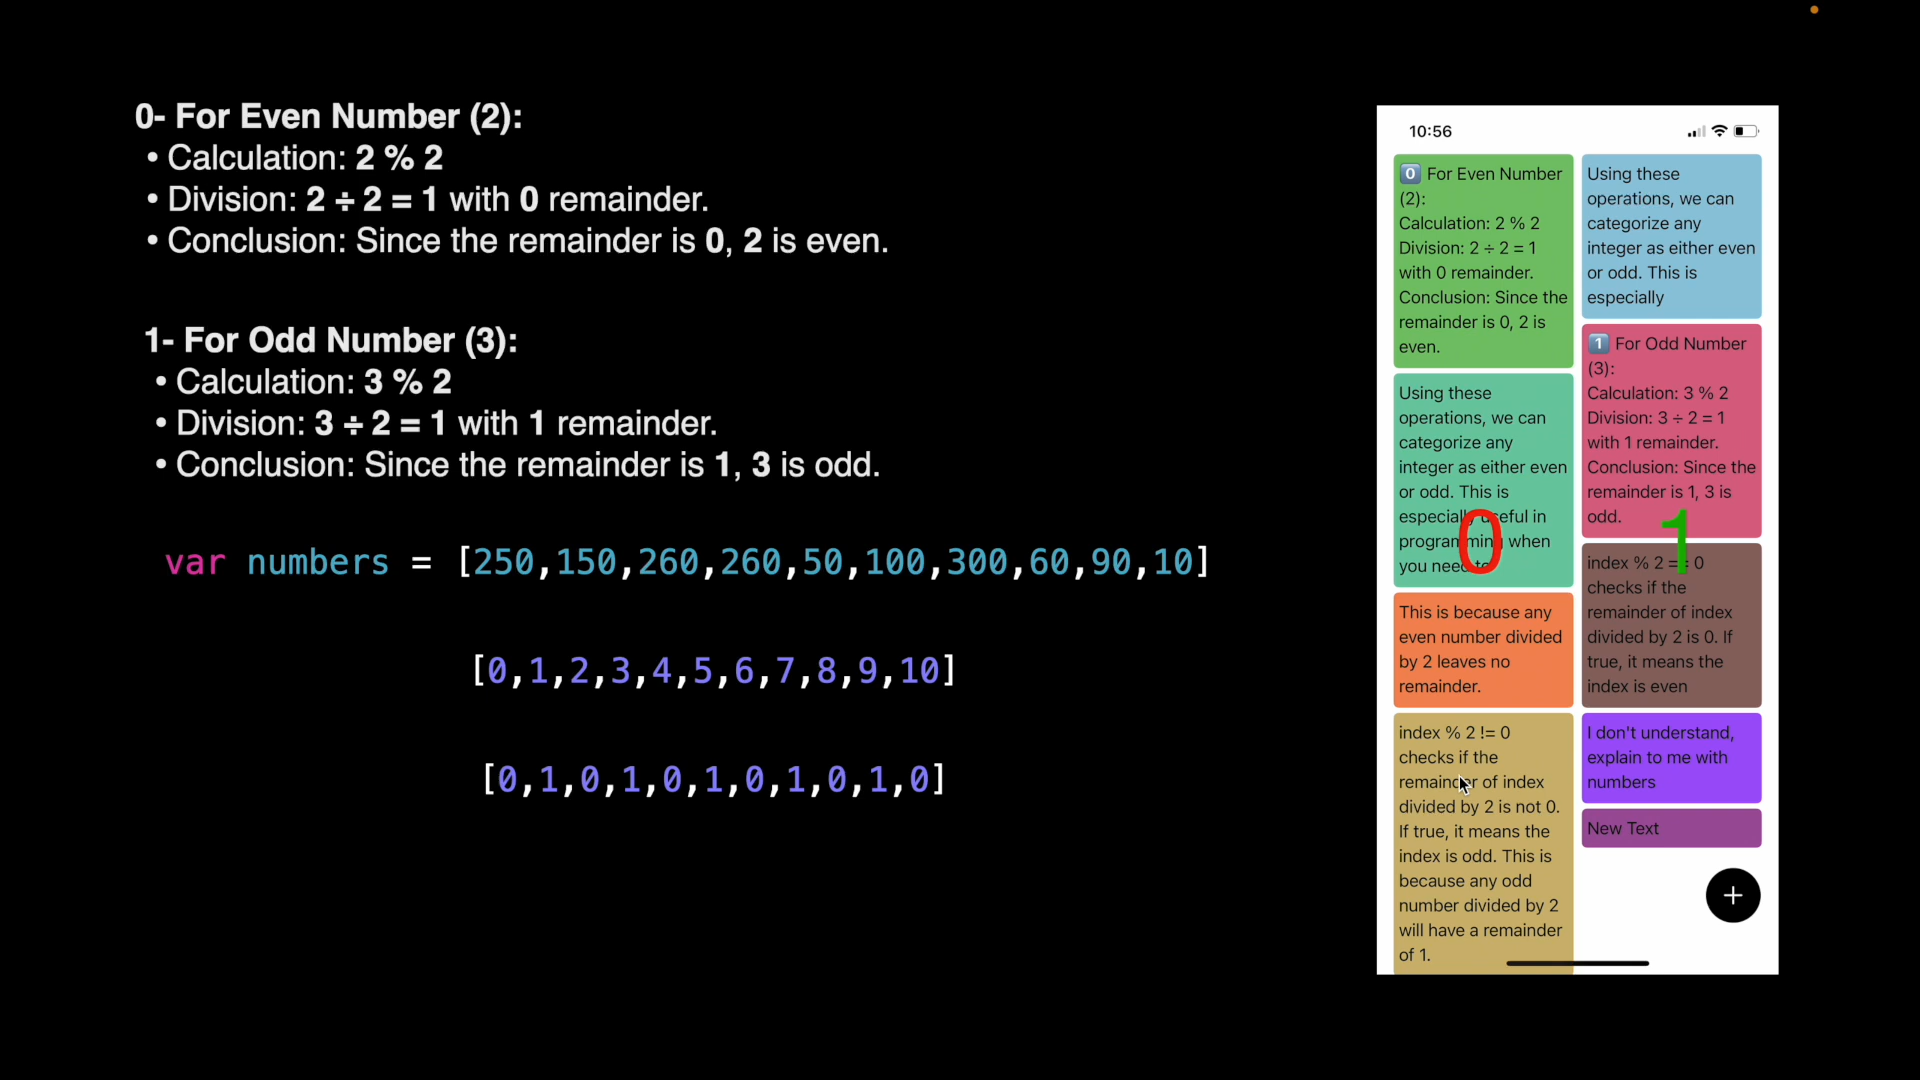 0- For Even Number (2):
• Calculation: 2 % 2
• Division: 2 ÷ 2 = 1 with 0 remainder.
• Conclusion: Since the remainder is 0, 2 is even.
1- For Odd Number (3):
• Calculation: 3 % 2
• Division: 3 ÷ 2 = 1 with 1 remainder.
• Conclusion: Since the remainder is 1, 3 is odd.
var numbers = [250,150,260,260,50,100,300,60,90,10]
[0,1,2,3,4,5,6,7,8,9,10]
[0,1,0,1,0,1,0,1,0,1,0]
10:56
0 For Even Number
(2):
Calculation: 2 % 2
Division: 2 ÷ 2 = 1
with 0 remainder.
Conclusion: Since the
remainder is 0, 2 is
even.
Using these
operations, we can
categorize any
integer as either even
or odd. This is
especially useful in
programming when
you need
0
This is because any
even number divided
by 2 leaves no
remainder.
index % 2 != 0
checks if the
remainder of index
divided by 2 is not 0.
If true, it means the
index is odd. This is
because any odd
number divided by 2
will have a remainder
of 1.
Using these
operations, we can
categorize any
integer as either even
or odd. This is
especially
1 For Odd Number
(3):
Calculation: 3 % 2
Division: 3 ÷ 2 = 1
with 1 remainder.
Conclusion: Since the
remainder is 1, 3 is
odd.
1
index % 2 == 0
checks if the
remainder of index
divided by 2 is 0. If
true, it means the
index is even
I don't understand,
explain to me with
numbers
New Text
+